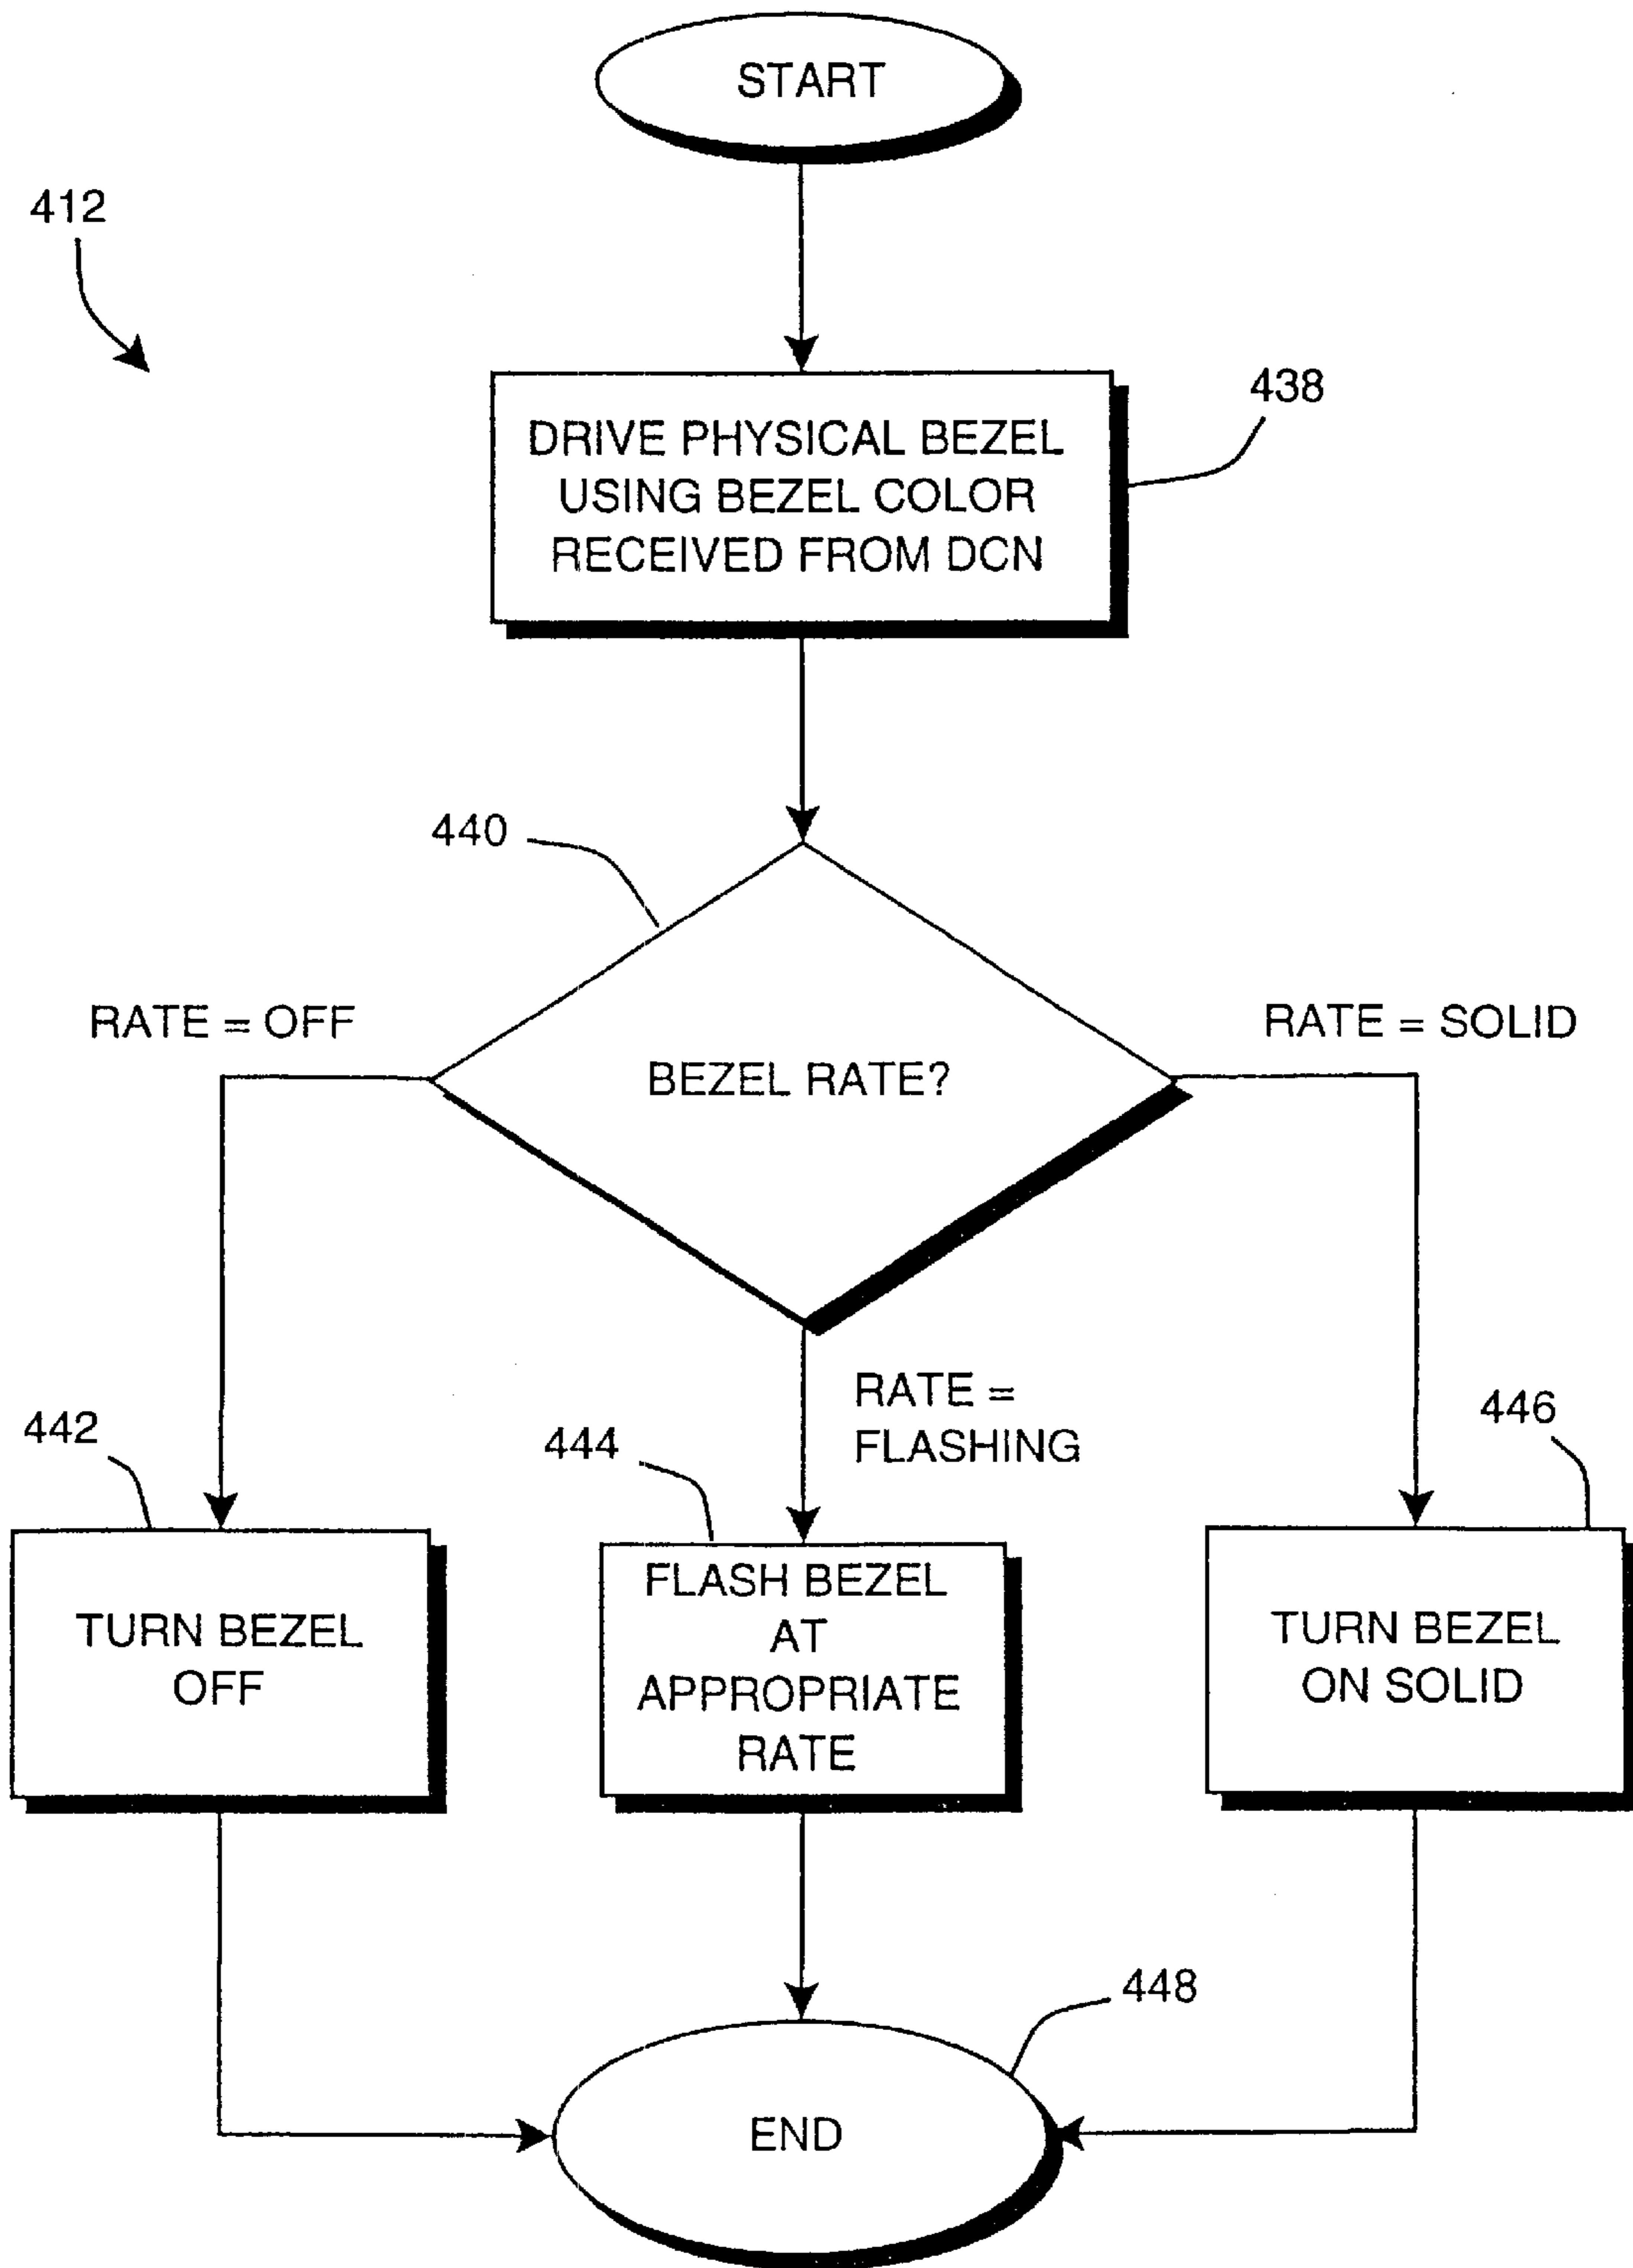 START
412
438
DRIVE PHYSICAL BEZEL
USING BEZEL COLOR
RECEIVED FROM DCN
440
RATE = OFF
RATE = SOLID
BEZEL RATE?
RATE =
FLASHING
442
444
446
TURN BEZEL
OFF
FLASH BEZEL
AT
APPROPRIATE
RATE
TURN BEZEL
ON SOLID
448
END